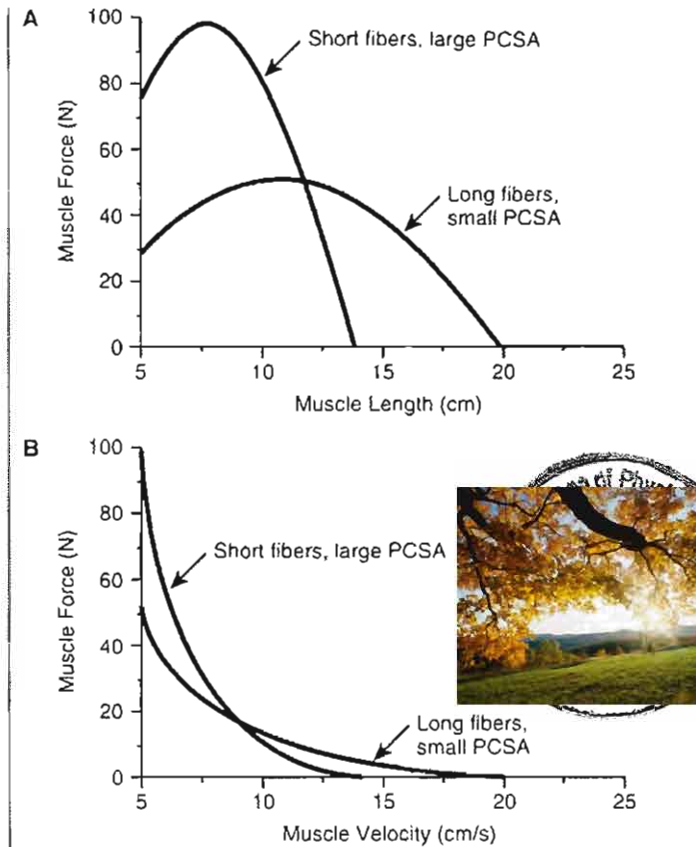 A
100
80
60
40
20
0
Muscle Force (N)
Short fibers, large PCSA
Long fibers,
small PCSA
5 10 15 20 25
Muscle Length (cm)
B
100
80
60
40
20
0
Muscle Force (N)
Short fibers, large PCSA
Long fibers,
small PCSA
5 10 15 20 25
Muscle Velocity (cm/s)